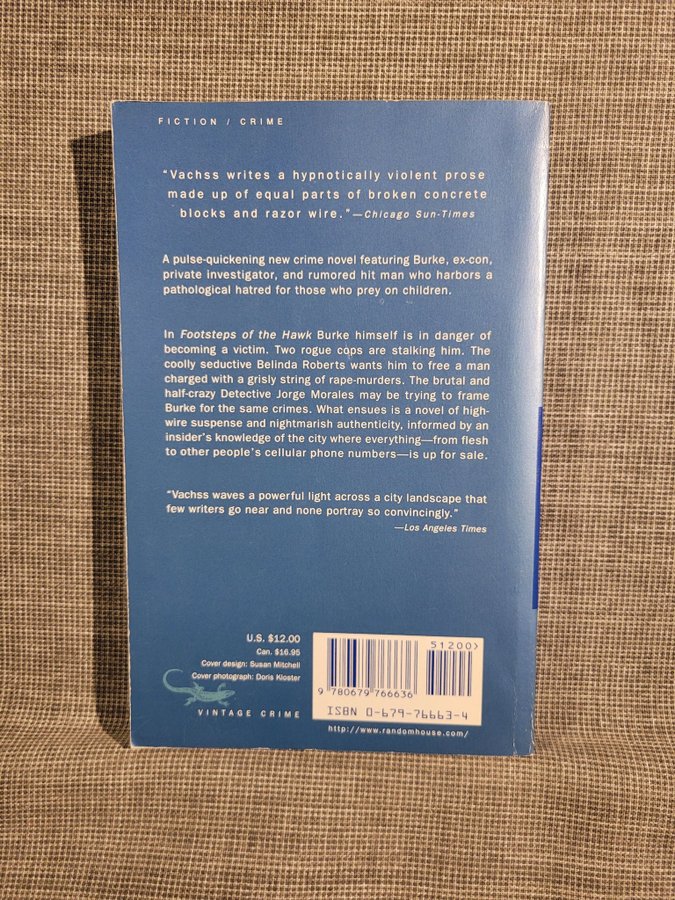 FICTION / CRIME
"Vachss writes a hypnotically violent prose
made up of equal parts of broken concrete
blocks and razor wire."—Chicago Sun-Times
A pulse-quickening new crime novel featuring Burke, ex-con,
private investigator, and rumored hit man who harbors a
pathological hatred for those who prey on children.
In Footsteps of the Hawk Burke himself is in danger of
becoming a victim. Two rogue cops are stalking him. The
coolly seductive Belinda Roberts wants him to free a man
charged with a grisly string of rape-murders. The brutal and
half-crazy Detective Jorge Morales may be trying to frame
Burke for the same crimes. What ensues is a novel of high-
wire suspense and nightmarish authenticity, informed by an
insider's knowledge of the city where everything—from flesh
to other people's cellular phone numbers—is up for sale.
"Vachss waves a powerful light across a city landscape that
few writers go near and none portray so convincingly."
—Los Angeles Times
U.S. $12.00
Can. $16.95
Cover design: Susan Mitchell
Cover photograph: Doris Kloster
VINTAGE CRIME
51200>
9 780679 766636
ISBN 0-679-76663-4
http://www.randomhouse.com/